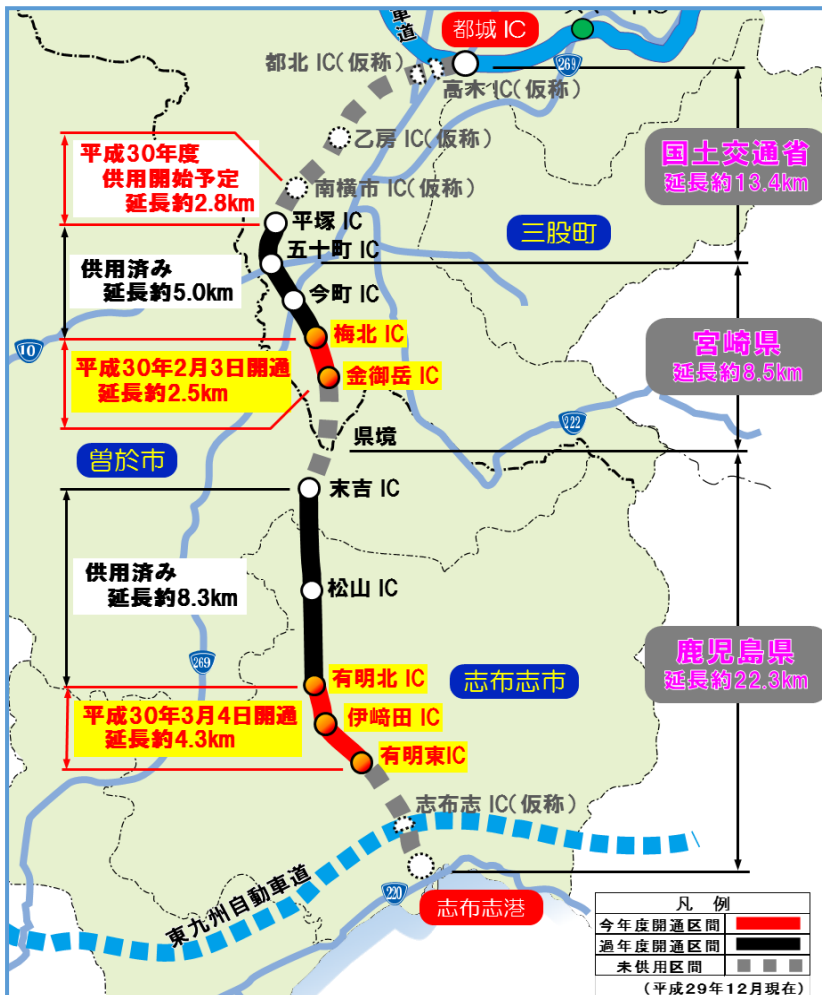 都城 IC
都北 IC(仮称)
269
高木 IC(仮称)
乙房 IC(仮称)
平成30年度
供用開始予定
延長約2.8km
国土交通省
延長約13.4km
南横市 IC(仮称)
平塚 IC
三股町
五十町 IC
供用済み
延長約5.0km
今町 IC
10
梅北 IC
宮崎県
延長約8.5km
平成30年2月3日開通
延長約2.5km
金御岳 IC
222
県境
曽於市
末吉 IC
供用済み
延長約8.3km
松山 IC
269
鹿児島県
延長約22.3km
有明北 IC
志布志市
平成30年3月4日開通
延長約4.3km
伊﨑田 IC
有明東IC
志布志 IC(仮称)
東九州自動車道
220
志布志港
凡 例
今年度開通区間
過年度開通区間
未供用区間
(平成29年12月現在)